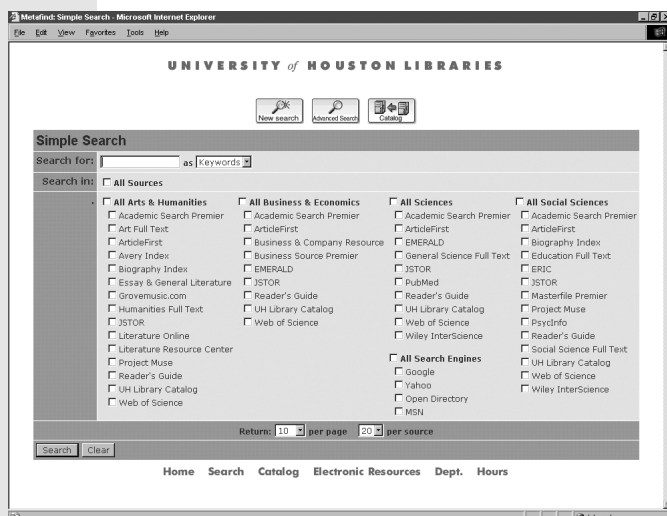 Metafind: Simple Search - Microsoft Internet Explorer
File Edit View Favorites Tools Help
UNIVERSITY of HOUSTON LIBRARIES
New search Advanced Search Catalog
Simple Search
Search for: as Keywords
Search in: All Sources
All Arts & Humanities
Academic Search Premier
Art Full Text
ArticleFirst
Avery Index
Biography Index
Essay & General Literature
Grovemusic.com
Humanities Full Text
JSTOR
Literature Online
Literature Resource Center
Project Muse
Reader's Guide
UH Library Catalog
Web of Science
All Business & Economics
Academic Search Premier
ArticleFirst
Business & Company Resource
Business Source Premier
EMERALD
JSTOR
Reader's Guide
UH Library Catalog
Web of Science
All Sciences
Academic Search Premier
ArticleFirst
EMERALD
General Science Full Text
JSTOR
PubMed
Reader's Guide
UH Library Catalog
Web of Science
Wiley InterScience
All Search Engines
Google
Yahoo
Open Directory
MSN
All Social Sciences
Academic Search Premier
ArticleFirst
Biography Index
Education Full Text
ERIC
JSTOR
Masterfile Premier
Project Muse
PsycInfo
Reader's Guide
Social Science Full Text
UH Library Catalog
Web of Science
Wiley InterScience
Return: 10 per page 20 per source
Search Clear
Home Search Catalog Electronic Resources Dept. Hours